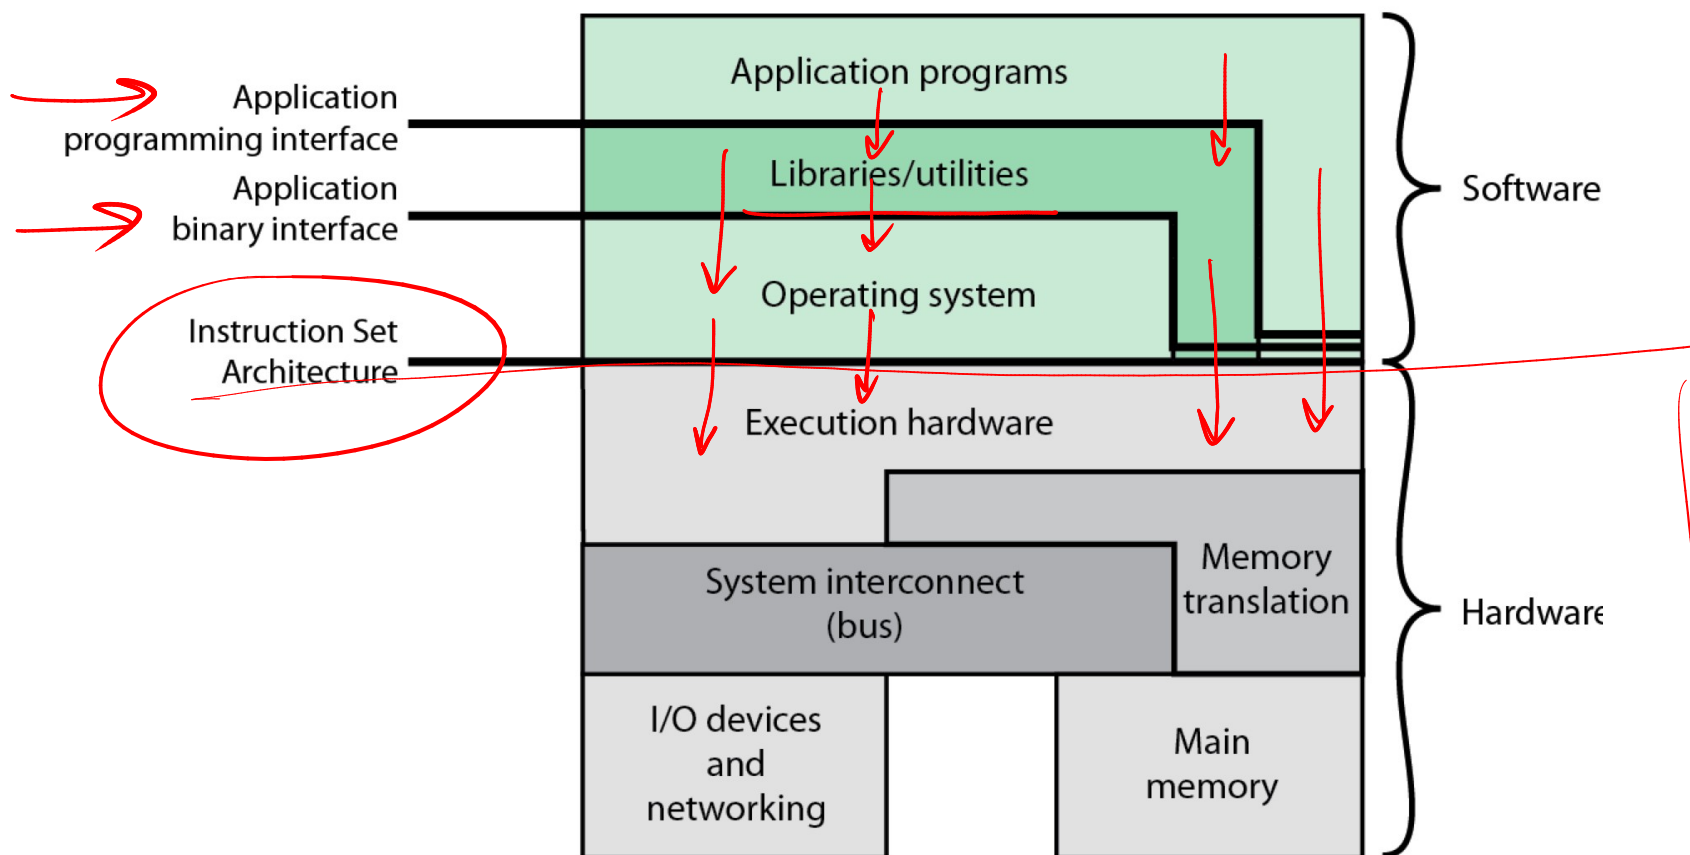 Application programs
Application
programming interface
Libraries/utilities
Application
binary interface
Software
Operating system
Instruction Set
Architecture
Execution hardware
Memory
translation
System interconnect
(bus)
Hardware
I/O devices
and
networking
Main
memory